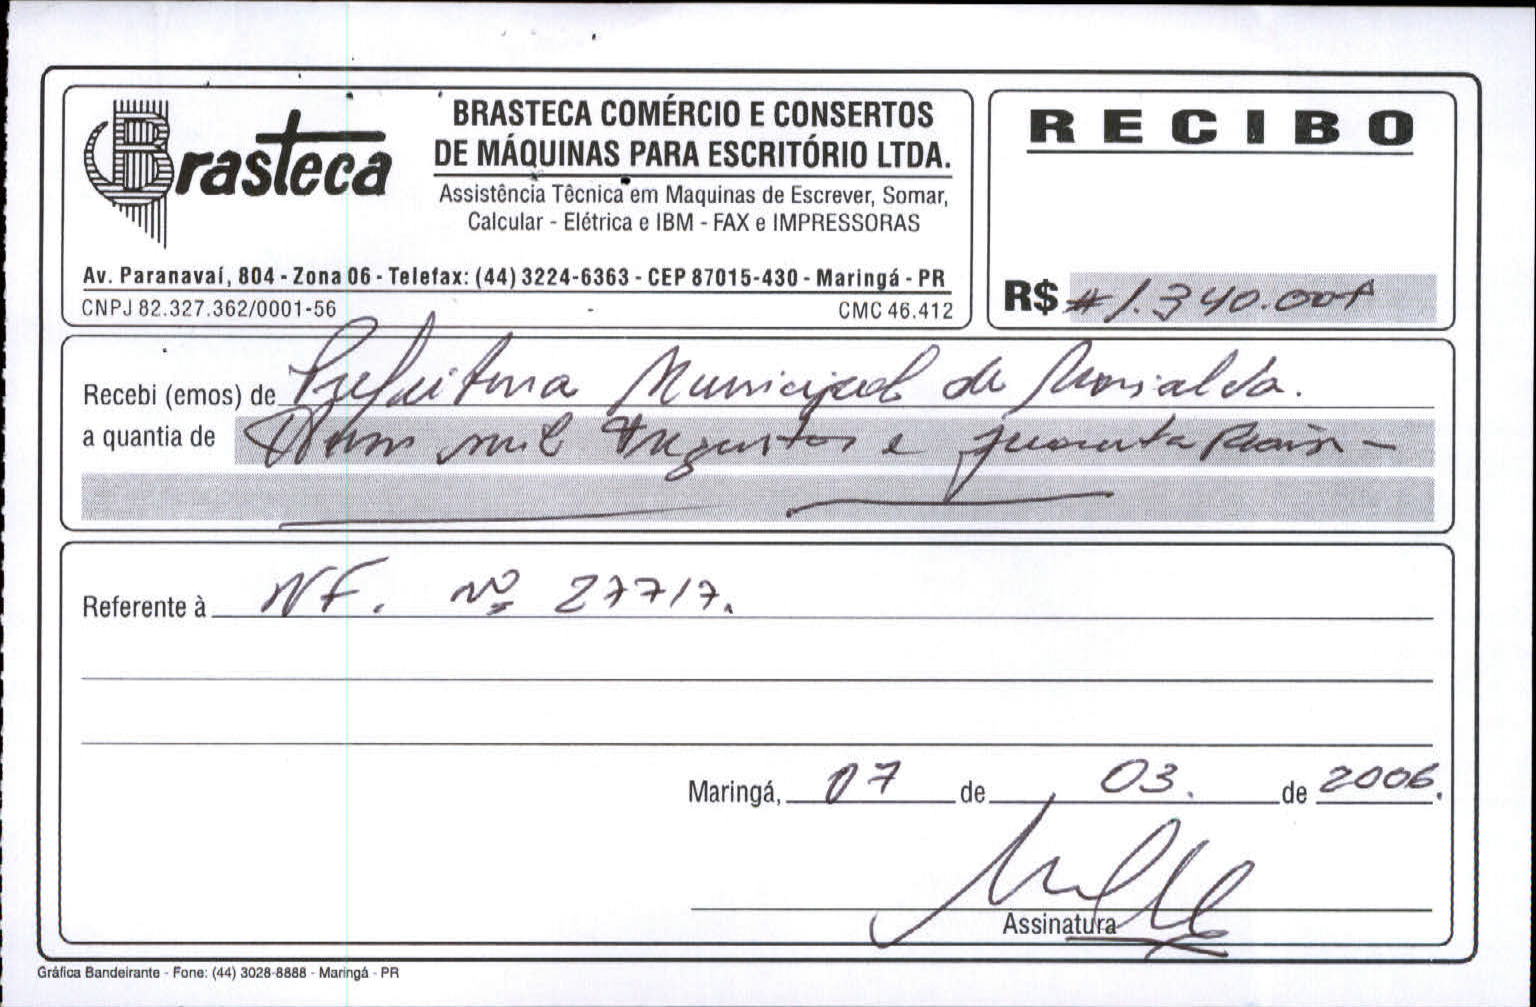 Brasteca
BRASTECA COMÉRCIO E CONSERTOS
DE MÁQUINAS PARA ESCRITÓRIO LTDA.
Assistência Têcnica em Maquinas de Escrever, Somar,
Calcular - Elétrica e IBM - FAX e IMPRESSORAS
Av. Paranavaí, 804 - Zona 06 - Telefax: (44) 3224-6363 - CEP 87015-430 - Maringá - PR
CNPJ 82.327.362/0001-56 - CMC 46.412
RECIBO
R$ # 1.340.00#
Recebi (emos) de Prefeitura Municipal de
a quantia de Hum mil trezentos e quarenta Reais -
Referente à NF. nº 27717.
Maringá, 07 de 03. de 2006.
Assinatura
Gráfica Bandeirante - Fone: (44) 3028-8888 - Maringá - PR